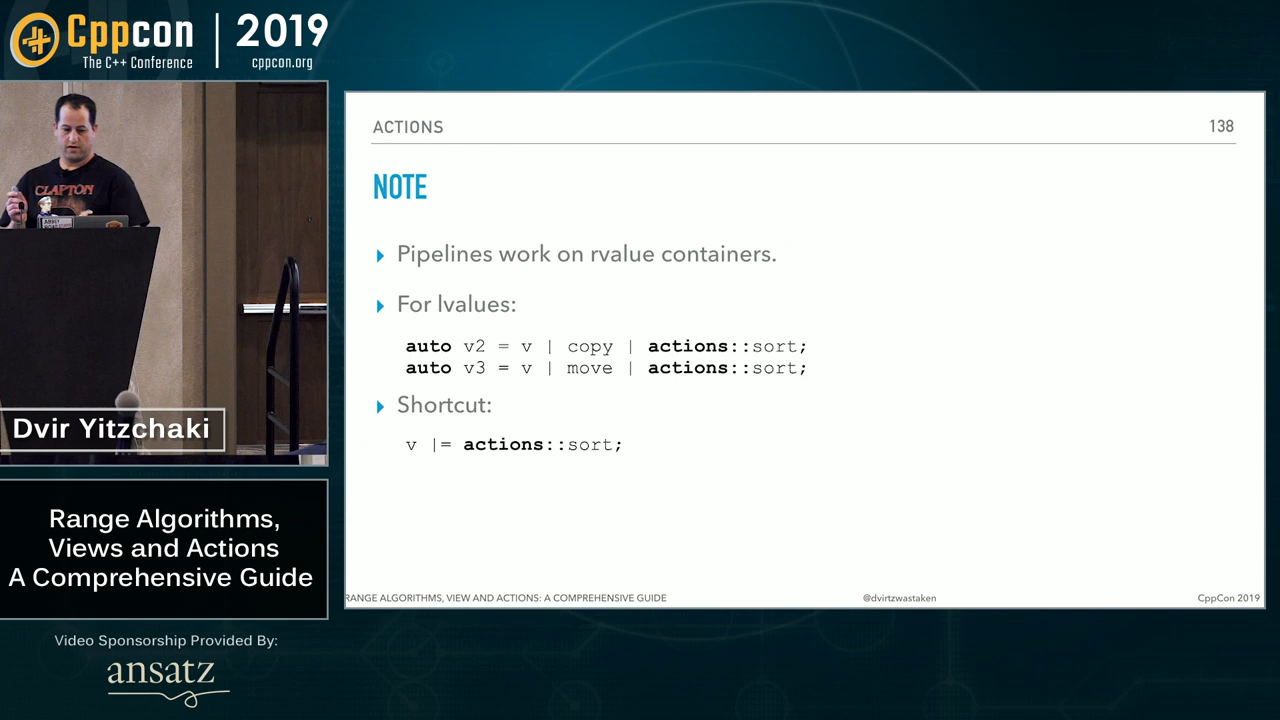 Cppcon
The C++ Conference
2019
cppcon.org
CLAPTON
Dvir Yitzchaki
Range Algorithms,
Views and Actions
A Comprehensive Guide
Video Sponsorship Provided By:
ansatz
ACTIONS
138
NOTE
Pipelines work on rvalue containers.
For lvalues:
auto v2 = v | copy | actions::sort;
auto v3 = v | move | actions::sort;
Shortcut:
v |= actions::sort;
RANGE ALGORITHMS, VIEW AND ACTIONS: A COMPREHENSIVE GUIDE
@dvirtzwastaken
CppCon 2019